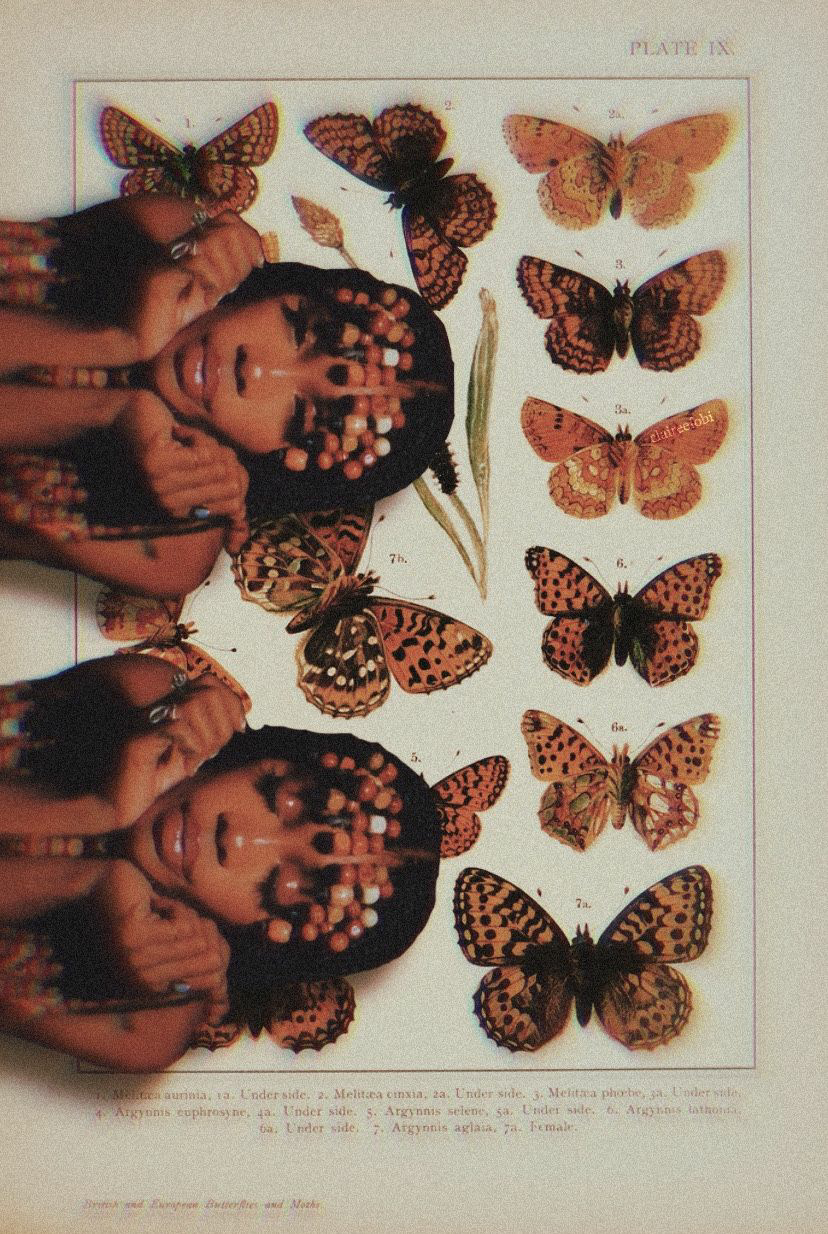 PLATE IX.
1.
2.
2a.
3.
3a.
claireejobi
7b.
6.
6a.
5.
7a.
1. Melitæa aurinia, 1a. Under side. 2. Melitæa cinxia, 2a. Under side. 3. Melitæa phœbe, 3a. Under side.
4. Argynnis euphrosyne, 4a. Under side. 5. Argynnis selene, 5a. Under side. 6. Argynnis lathonia,
6a. Under side. 7. Argynnis aglaia, 7a. Female.
British and European Butterflies and Moths.